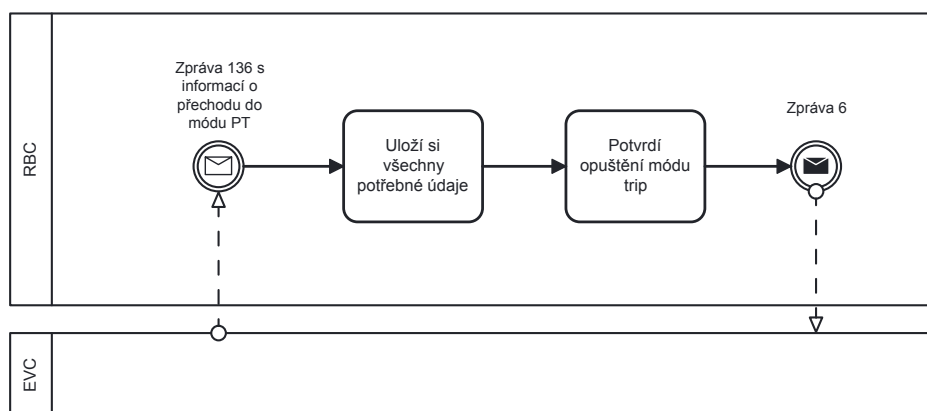 RBC
Zpráva 136 s
informací o
přechodu do
módu PT
Uloží si
všechny
potřebné údaje
Potvrdí
opuštění módu
trip
Zpráva 6
EVC